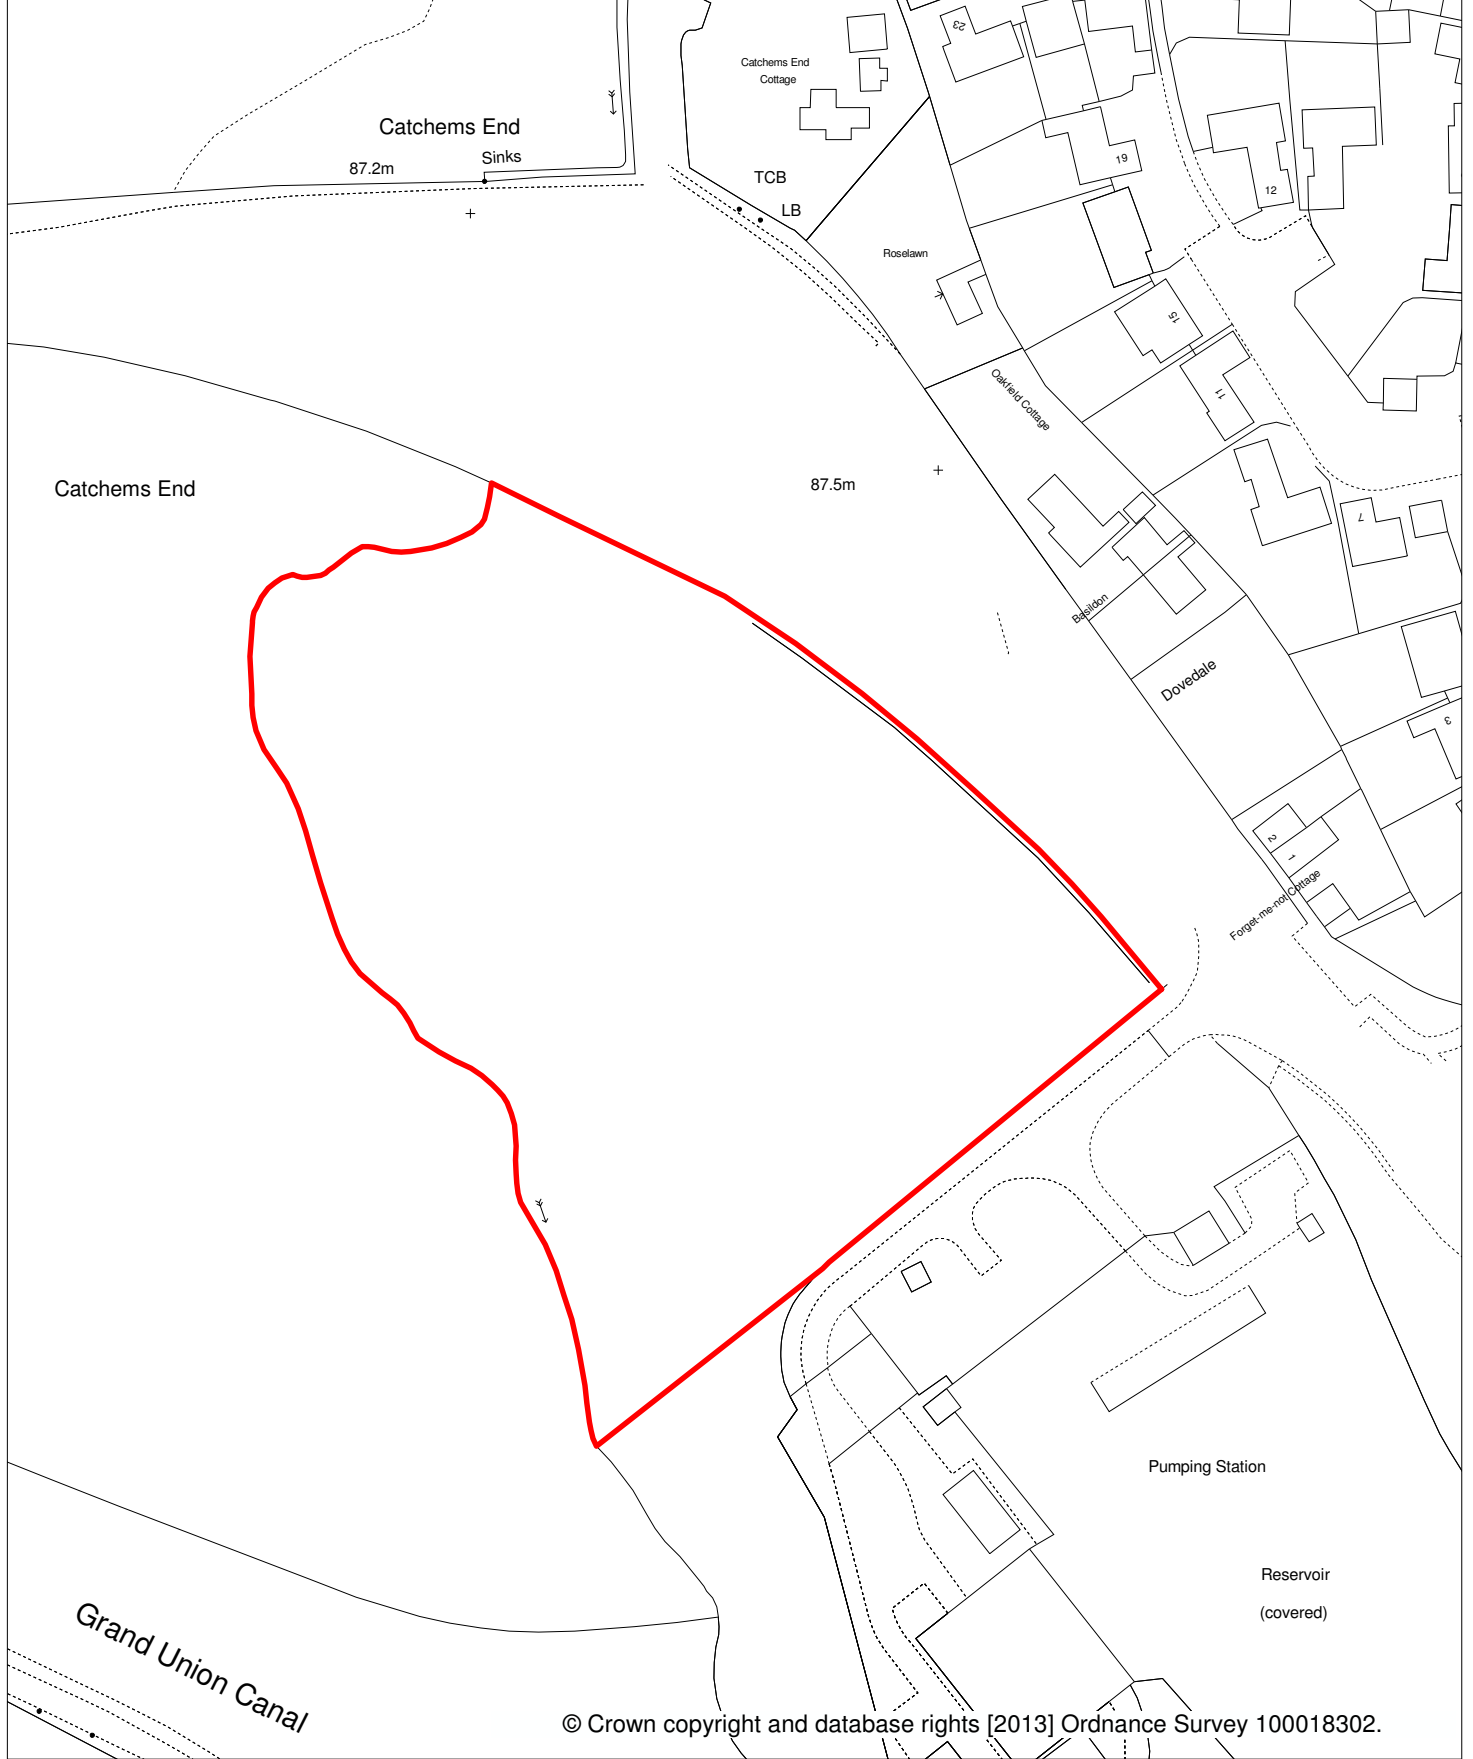 23
Catchems End
Cottage
Catchems End
Sinks
87.2m
19
TCB
12
LB
Roselawn
15
Oakfield Cottage
11
Catchems End
87.5m
7
Basildon
Dovedale
3
2
1
Forget-me-not Cottage
Pumping Station
Reservoir
(covered)
Grand Union Canal
© Crown copyright and database rights [2013] Ordnance Survey 100018302.